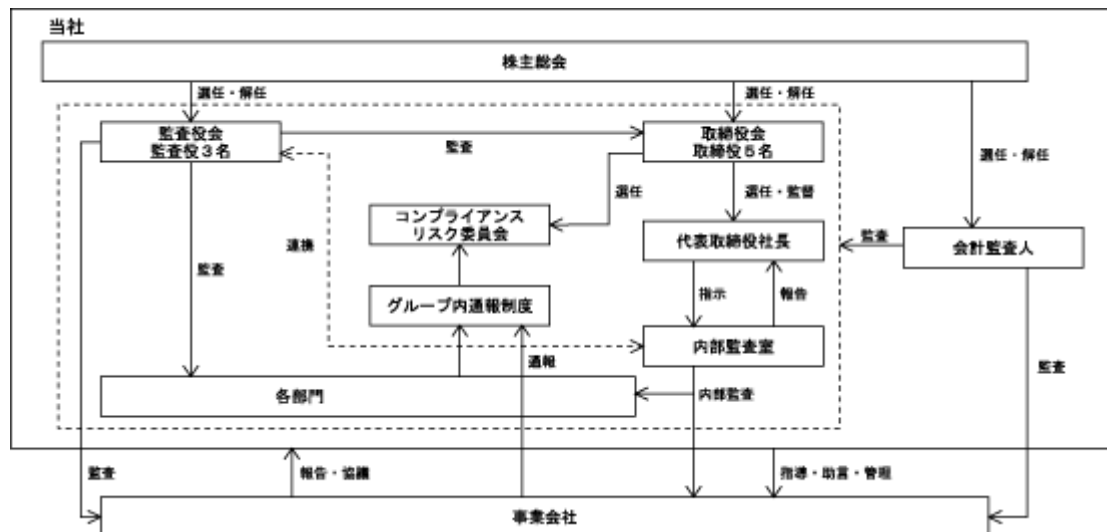 当社
株主総会
選任・解任
選任・解任
監査役会
監査役3名
監査
取締役会
取締役5名
選任・解任
選任
選任・監督
コンプライアンス
リスク委員会
代表取締役社長
監査
会計監査人
連携
監査
指示
報告
グループ内通報制度
内部監査室
通報
監査
各部門
内部監査
監査
報告・協議
指導・助言・管理
事業会社